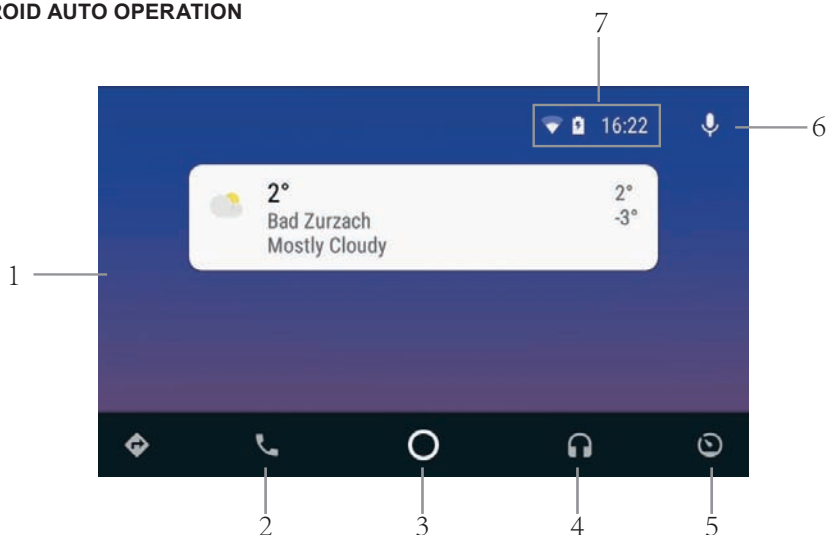 ROID AUTO OPERATION
7
16:22
6
2° 2°
Bad Zurzach -3°
Mostly Cloudy
1
2 3 4 5